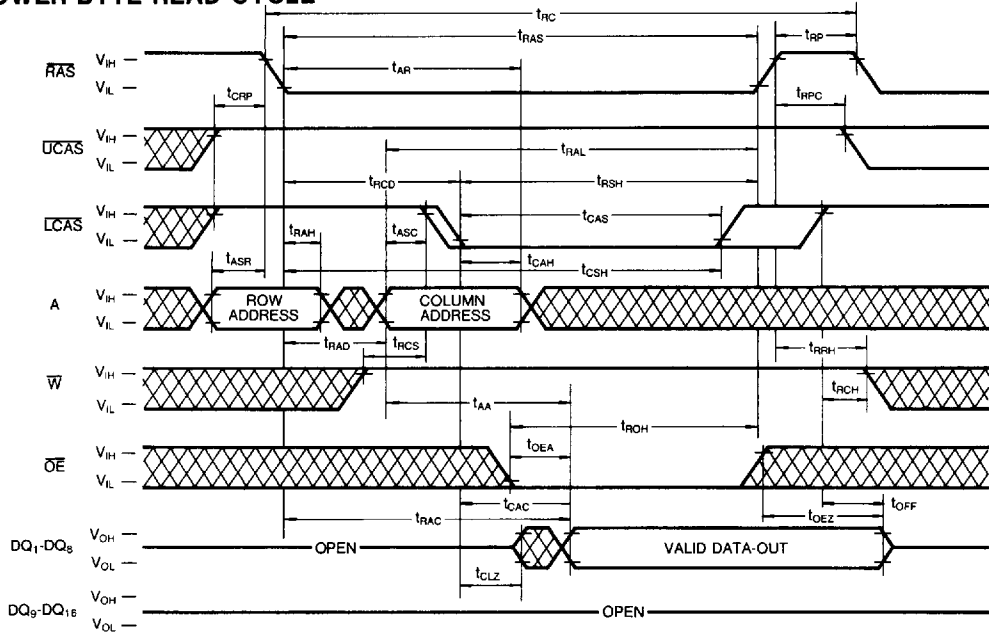 OWER BYTE READ CYCLE
tRC
tRAS
tRP
RAS
VIH
VIL
tAR
tCRP
tRPC
UCAS
VIH
VIL
tRAL
tRCD
tRSH
LCAS
VIH
VIL
tCAS
tRAH
tASC
tASR
tCAH
tCSH
A
VIH
VIL
ROW
ADDRESS
COLUMN
ADDRESS
tRAD
tRCS
tRRH
W
VIH
VIL
tRCH
tAA
tROH
OE
VIH
VIL
tOEA
tOFF
tCAC
tOEZ
tRAC
DQ1-DQ8
VOH
VOL
OPEN
VALID DATA-OUT
tCLZ
DQ9-DQ16
VOH
VOL
OPEN